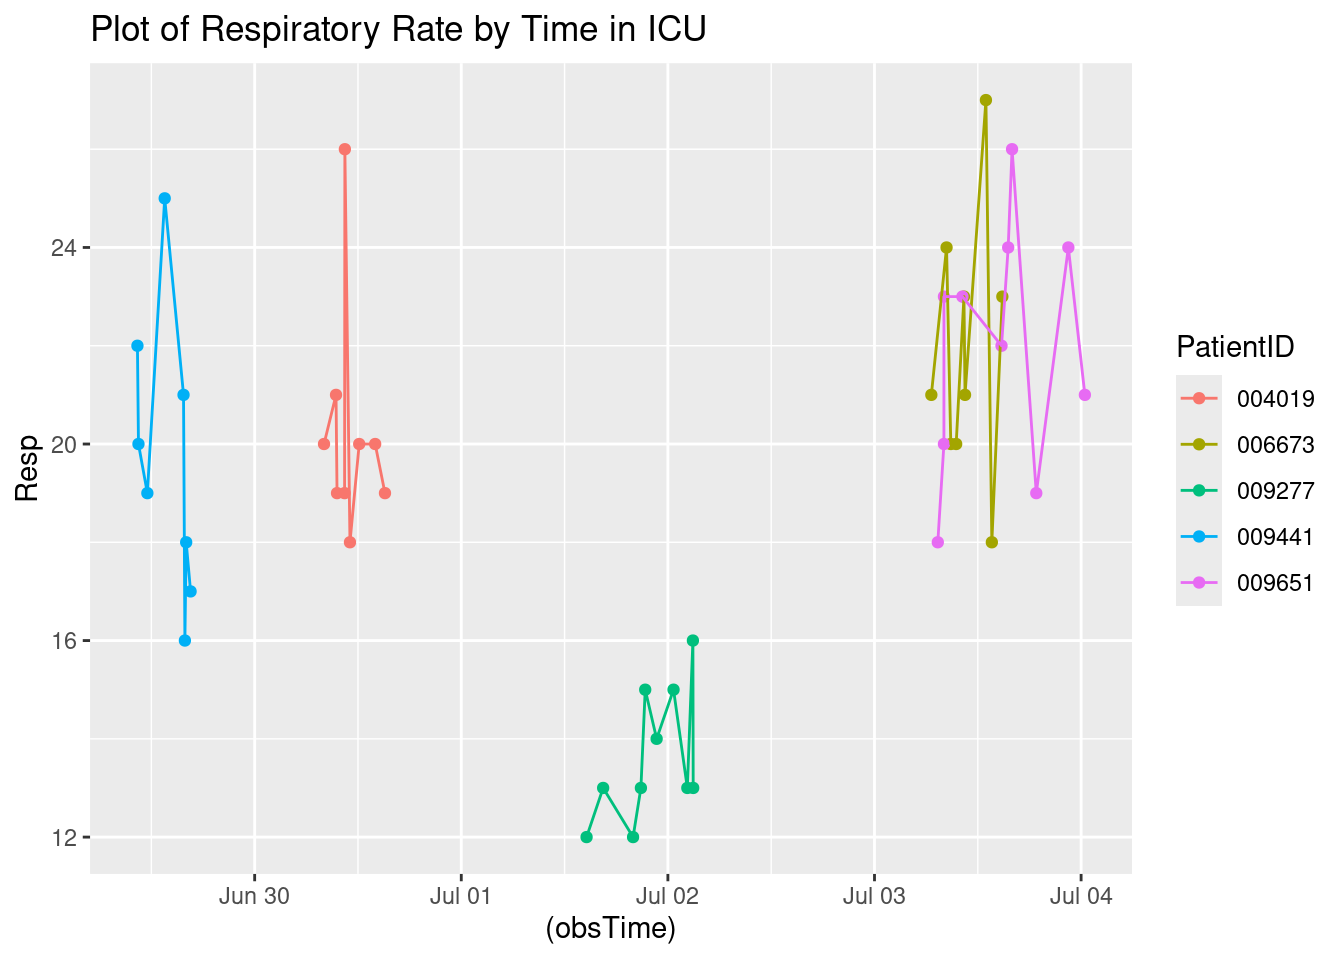 Plot of Respiratory Rate by Time in ICU
Resp
24
20
16
12
Jun 30
Jul 01
Jul 02
Jul 03
Jul 04
(obsTime)
PatientID
004019
006673
009277
009441
009651